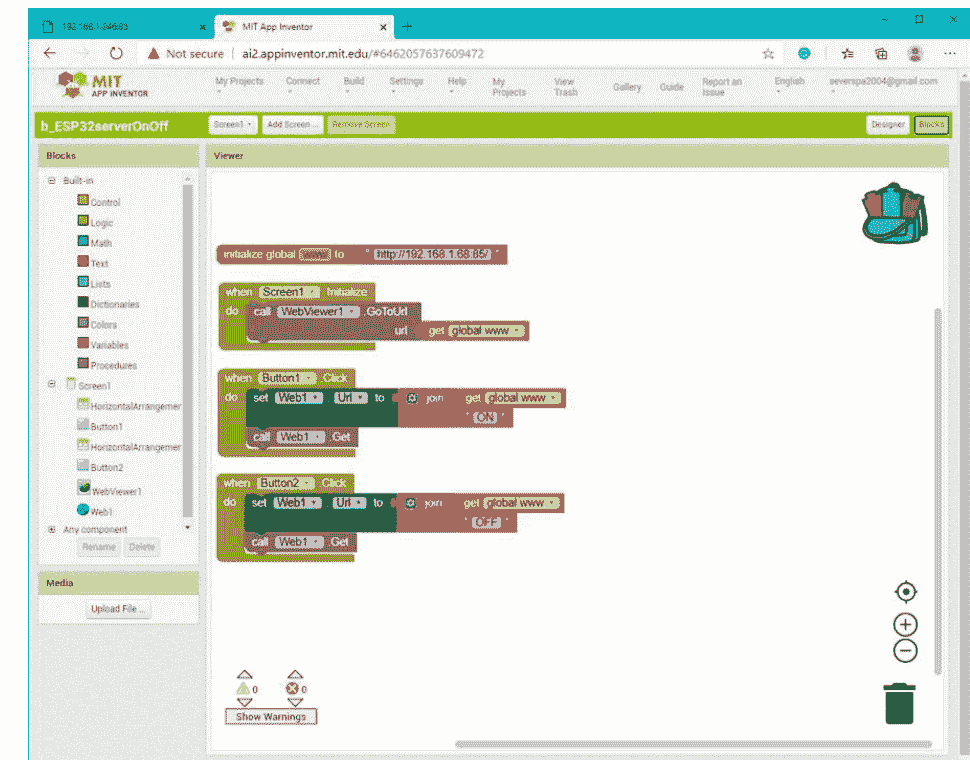 192.168.1.246:85
MIT App Inventor
Not secure | ai2.appinventor.mit.edu/#6462057637609472
MIT
APP INVENTOR
My Projects
Connect
Build
Settings
Help
My Projects
View Trash
Gallery
Guide
Report an Issue
English
severspa2004@gmail.com
b_ESP32serverOnOff
Screen1
Add Screen ...
Remove Screen
Designer
Blocks
Blocks
Viewer
Built-in
Control
Logic
Math
Text
Lists
Dictionaries
Colors
Variables
Procedures
Screen1
HorizontalArrangemer
Button1
HorizontalArrangemer
Button2
WebViewer1
Web1
Any component
Rename
Delete
Media
Upload File ...
initialize global www to " http://192.168.1.68:85/ "
when Screen1 .Initialize
do call WebViewer1 .GoToUrl
url get global www
when Button1 .Click
do set Web1 . Url to join get global www
" ON "
call Web1 .Get
when Button2 .Click
do set Web1 . Url to join get global www
" OFF "
call Web1 .Get
0
0
Show Warnings